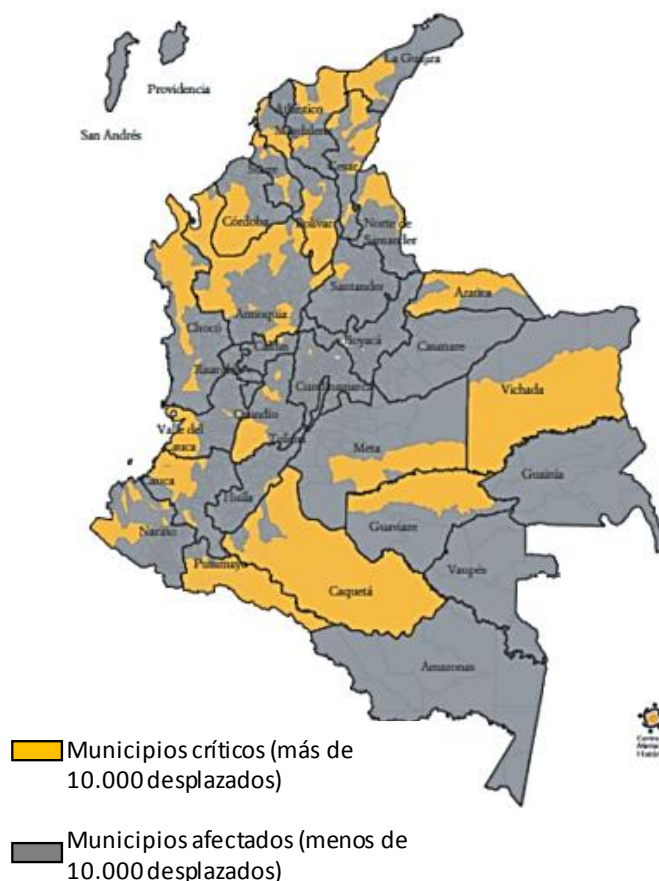 La Guajira
Providencia
San Andrés
Atlántico
Magdalena
Cesar
Sucre
Córdoba
Bolívar
Norte de
Santander
Santander
Arauca
Antioquia
Chocó
Boyacá
Caldas
Casanare
Risaralda
Cundinamarca
Vichada
Quindío
Valle del
Cauca
Tolima
Meta
Guainía
Cauca
Huila
Guaviare
Nariño
Vaupés
Putumayo
Caquetá
Amazonas
Municipios críticos (más de
10.000 desplazados)
Municipios afectados (menos de
10.000 desplazados)